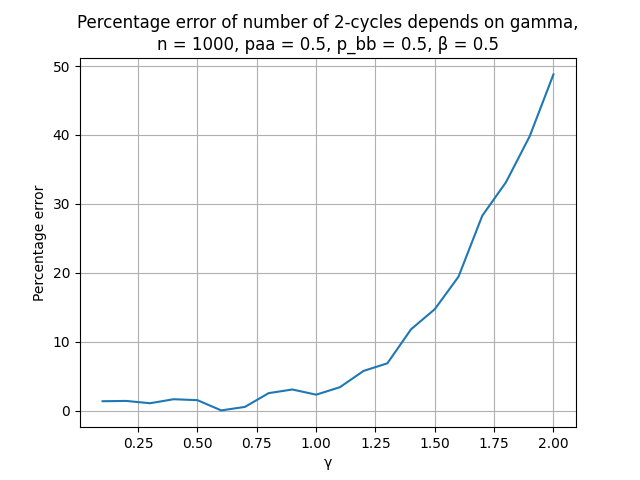 Percentage error of number of 2-cycles depends on gamma,
n = 1000, paa = 0.5, p_bb = 0.5, β = 0.5
50
40
30
20
10
0
Percentage error
0.25 0.50 0.75 1.00 1.25 1.50 1.75 2.00
γ